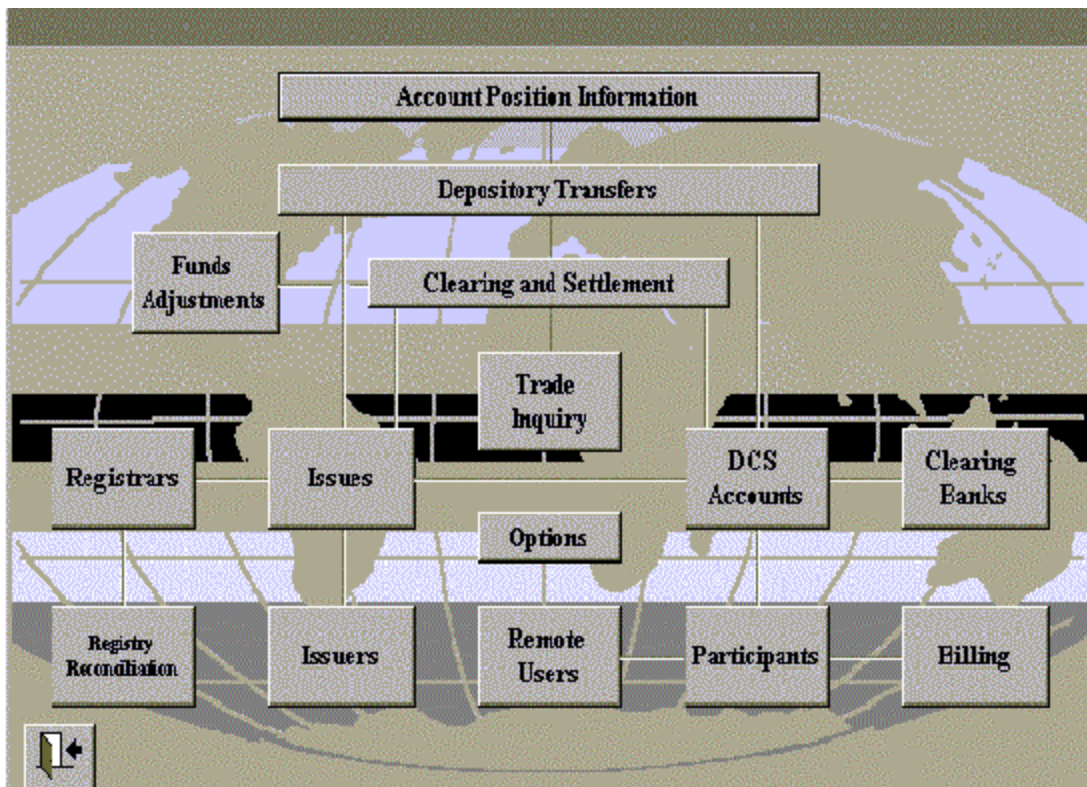 Account Position Information
Depository Transfers
Funds
Adjustments
Clearing and Settlement
Trade
Inquiry
Registrars
Issues
DCS
Accounts
Clearing
Banks
Options
Registry
Reconciliation
Issuers
Remote
Users
Participants
Billing